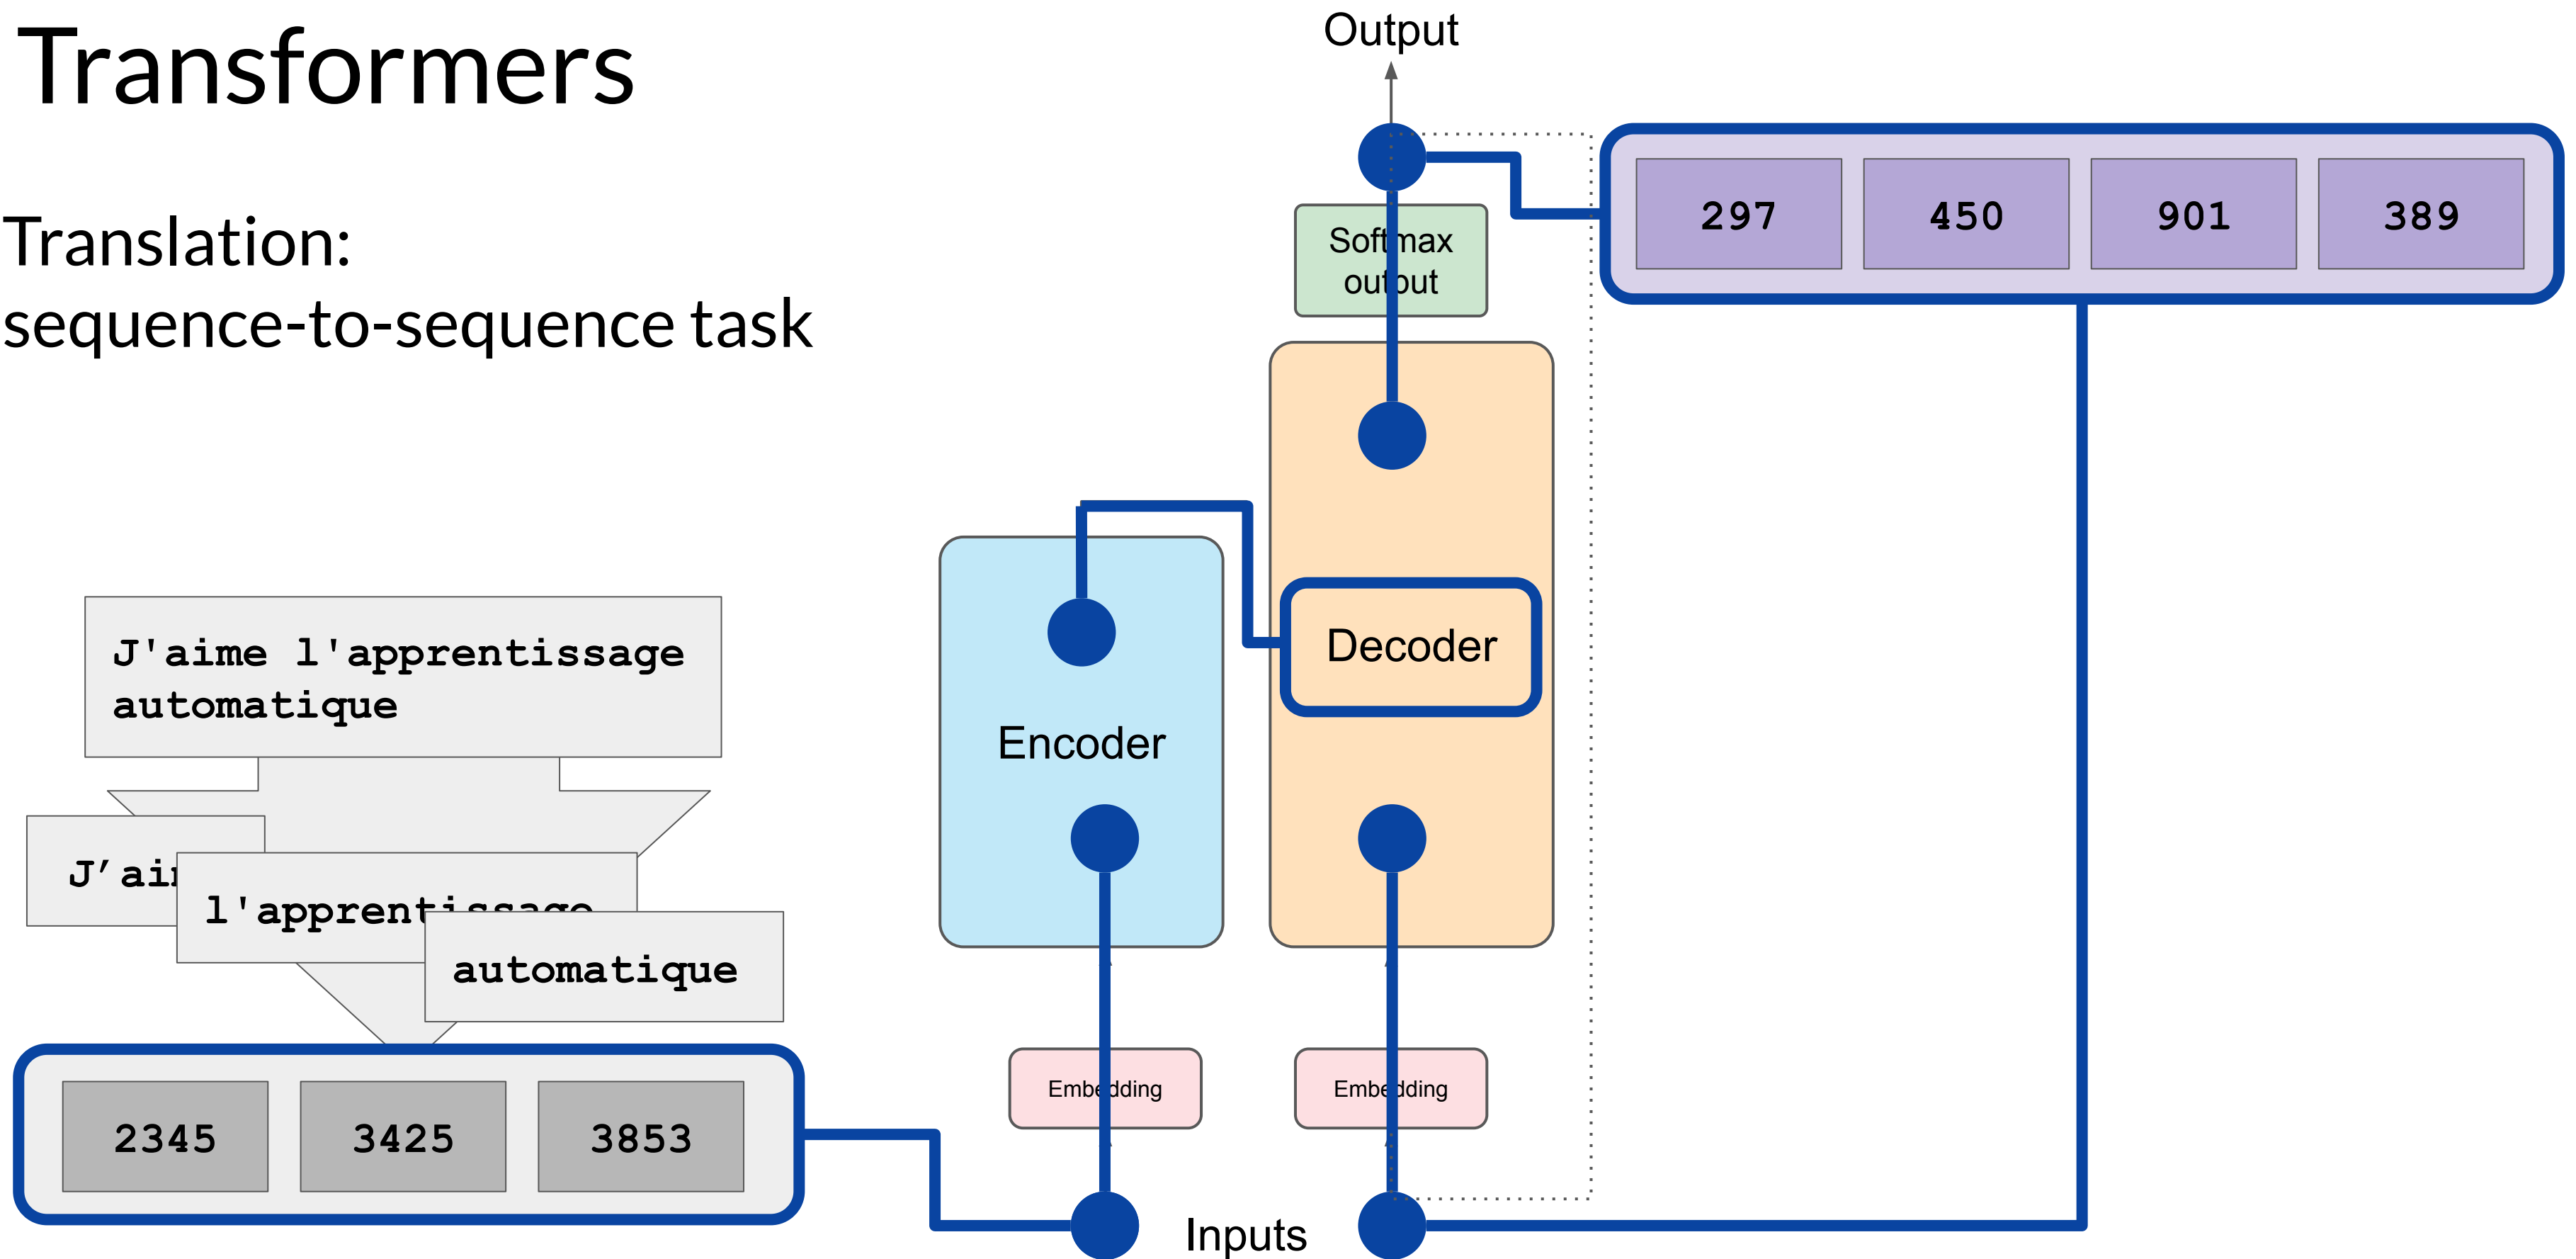 Transformers
Translation:
sequence-to-sequence task
Output
297 450 901 389
Softmax
output
J'aime l'apprentissage
automatique
Decoder
Encoder
automatique
Embedding Embedding
2345 3425 3853
Inputs